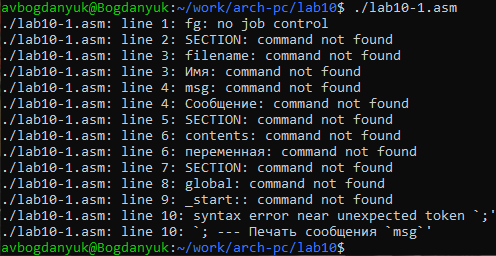 avbogdanyuk@Bogdanyuk:~/work/arch-pc/lab10$ ./lab10-1.asm
./lab10-1.asm: line 1: fg: no job control
./lab10-1.asm: line 2: SECTION: command not found
./lab10-1.asm: line 3: filename: command not found
./lab10-1.asm: line 3: Имя: command not found
./lab10-1.asm: line 4: msg: command not found
./lab10-1.asm: line 4: Сообщение: command not found
./lab10-1.asm: line 5: SECTION: command not found
./lab10-1.asm: line 6: contents: command not found
./lab10-1.asm: line 6: переменная: command not found
./lab10-1.asm: line 7: SECTION: command not found
./lab10-1.asm: line 8: global: command not found
./lab10-1.asm: line 9: _start:: command not found
./lab10-1.asm: line 10: syntax error near unexpected token `;'
./lab10-1.asm: line 10: `; --- Печать сообщения `msg`'
avbogdanyuk@Bogdanyuk:~/work/arch-pc/lab10$